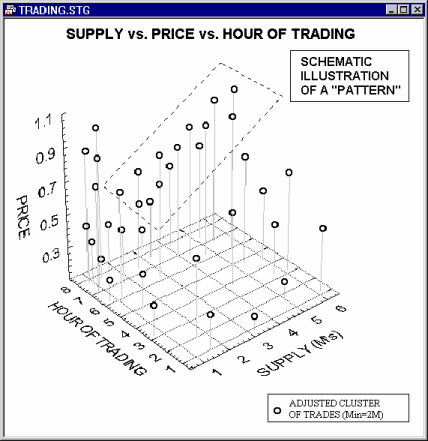 TRADING.STG
SUPPLY vs. PRICE vs. HOUR OF TRADING
SCHEMATIC
ILLUSTRATION
OF A "PATTERN"
1.1
0.9
0.7
0.5
0.3
PRICE
8
7
6
5
4
3
2
1
HOUR OF TRADING
1
2
3
4
5
6
SUPPLY (Ms)
ADJUSTED CLUSTER
OF TRADES (Min=2M)